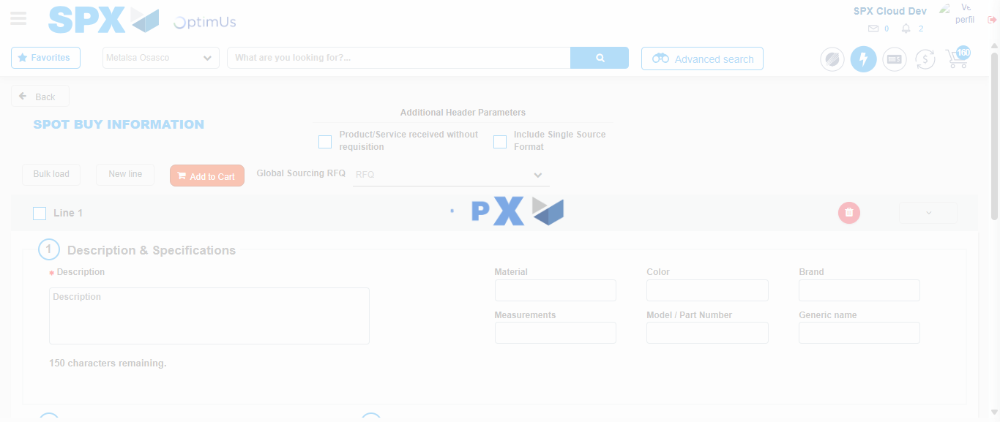 SPX
OptimUs
SPX Cloud Dev
Ve
perfil
0
2
Favorites
Metalsa Osasco
What are you looking for?...
Advanced search
$
160
Back
SPOT BUY INFORMATION
Additional Header Parameters
Product/Service received without
requisition
Include Single Source
Format
Bulk load
New line
Add to Cart
Global Sourcing RFQ
RFQ
Line 1
PX
1
Description & Specifications
* Description
Description
150 characters remaining.
Material
Color
Brand
Measurements
Model / Part Number
Generic name